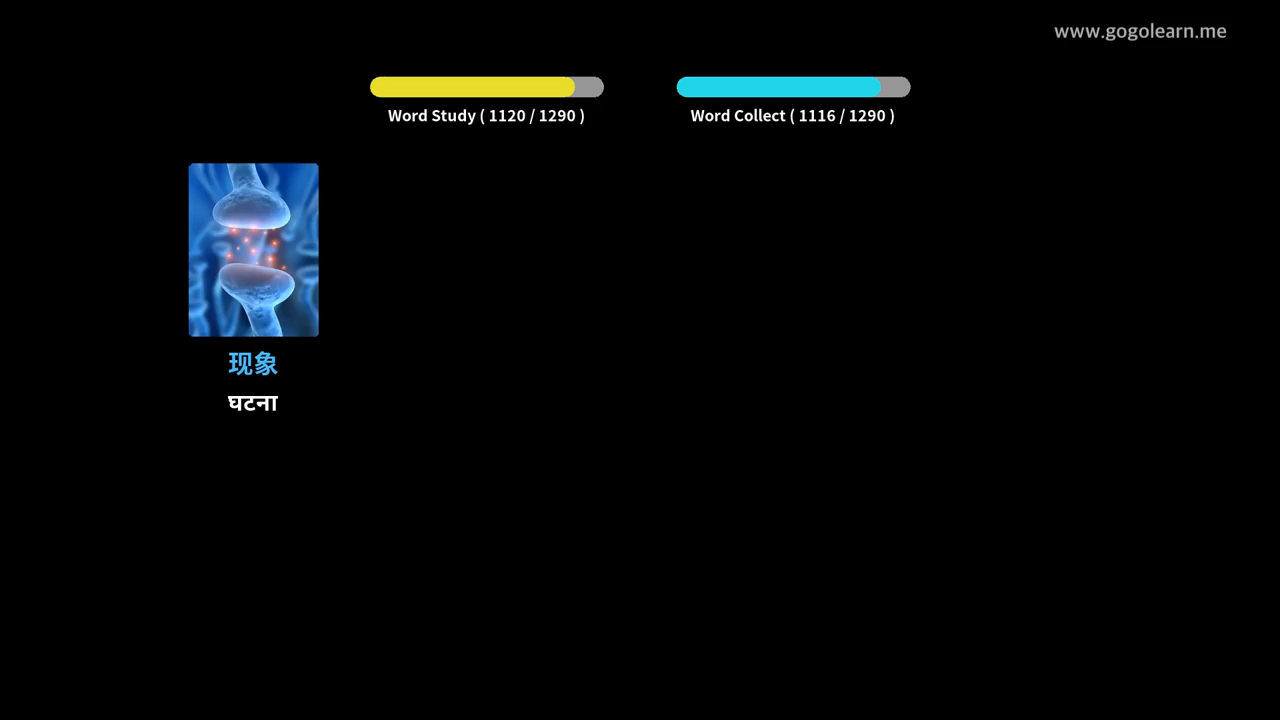 www.gogolearn.me
Word Study ( 1120 / 1290 )
Word Collect ( 1116 / 1290 )
现象
घटना